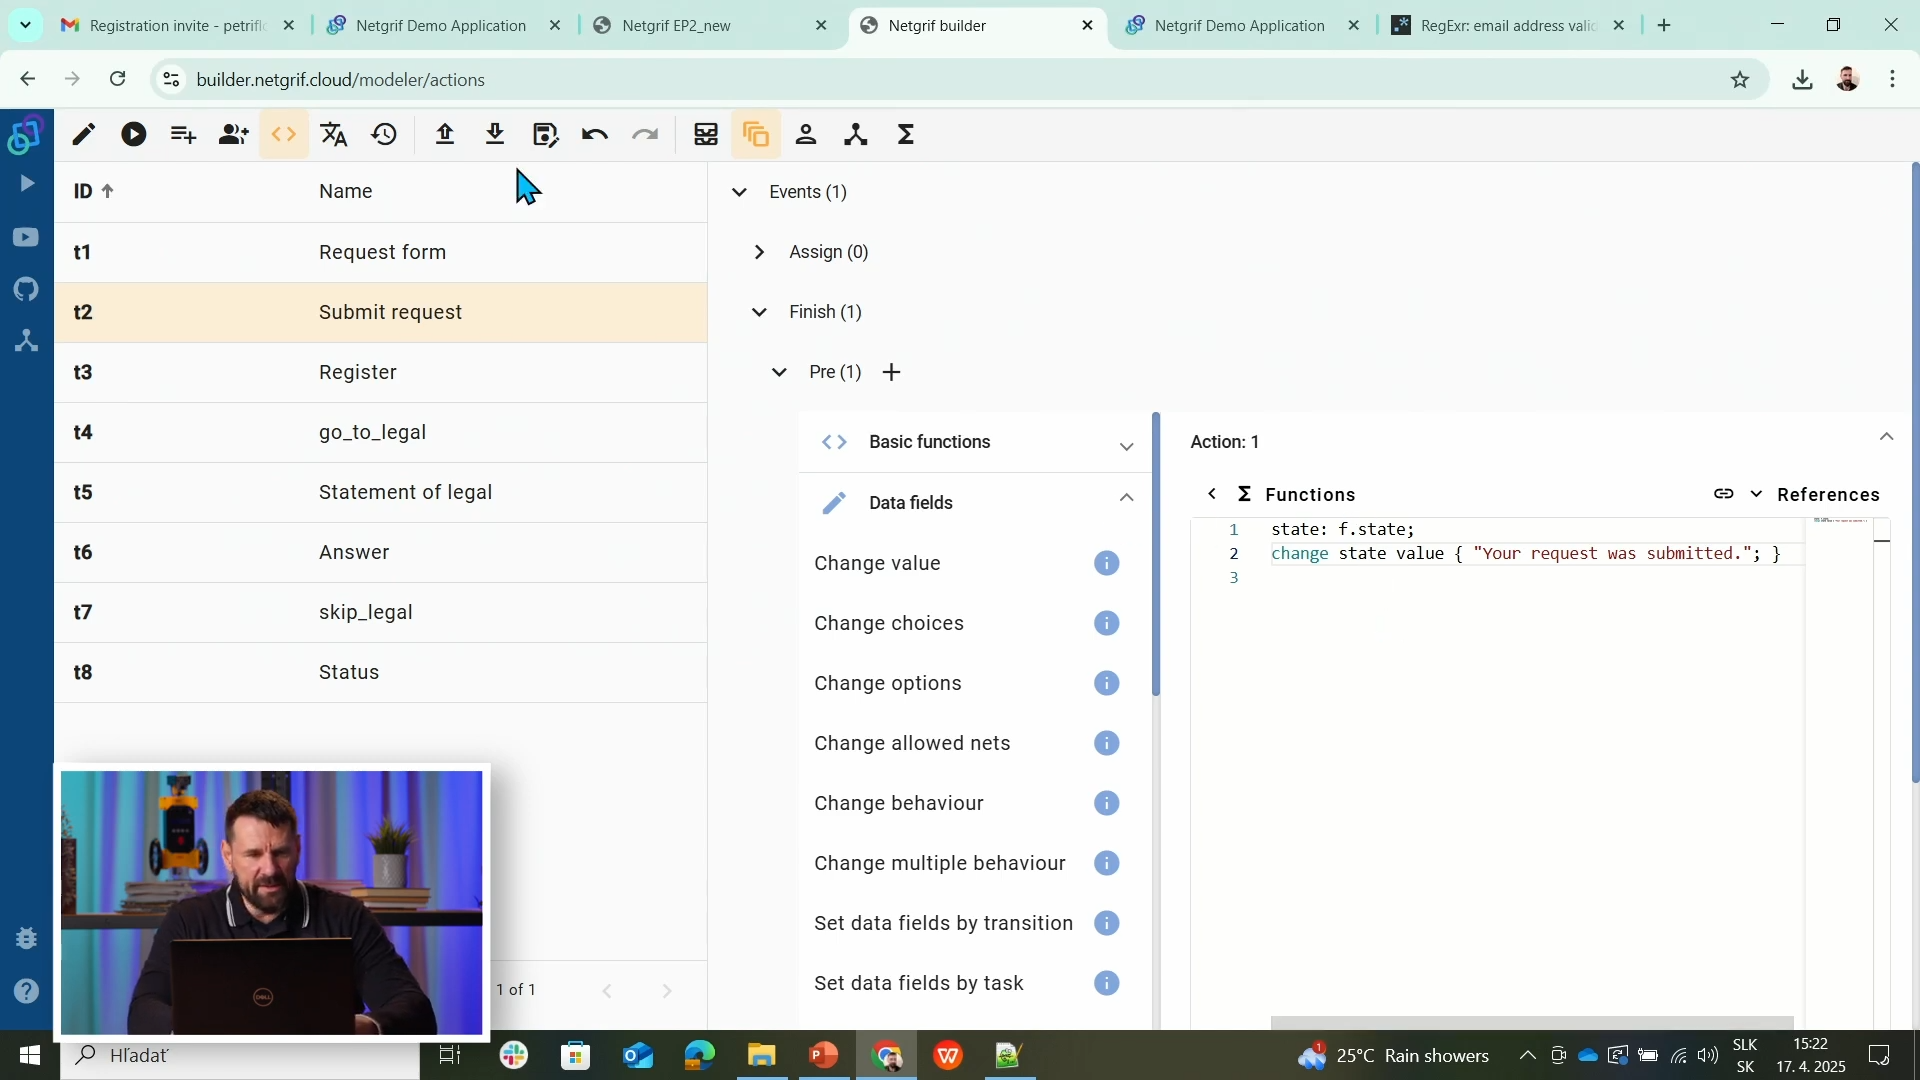 Registration invite - petrifl
Netgrif Demo Application
Netgrif EP2_new
Netgrif builder
Netgrif Demo Application
RegExr: email address valid
builder.netgrif.cloud/modeler/actions
ID
Name
t1 Request form
t2 Submit request
t3 Register
t4 go_to_legal
t5 Statement of legal
t6 Answer
t7 skip_legal
t8 Status
1 of 1
Events (1)
Assign (0)
Finish (1)
Pre (1)
Basic functions
Data fields
Change value
Change choices
Change options
Change allowed nets
Change behaviour
Change multiple behaviour
Set data fields by transition
Set data fields by task
Action: 1
Functions
References
1 state: f.state;
2 change state value { "Your request was submitted."; }
3
DELL
Hľadať
1
25°C Rain showers
SLK
SK
15:22
17. 4. 2025